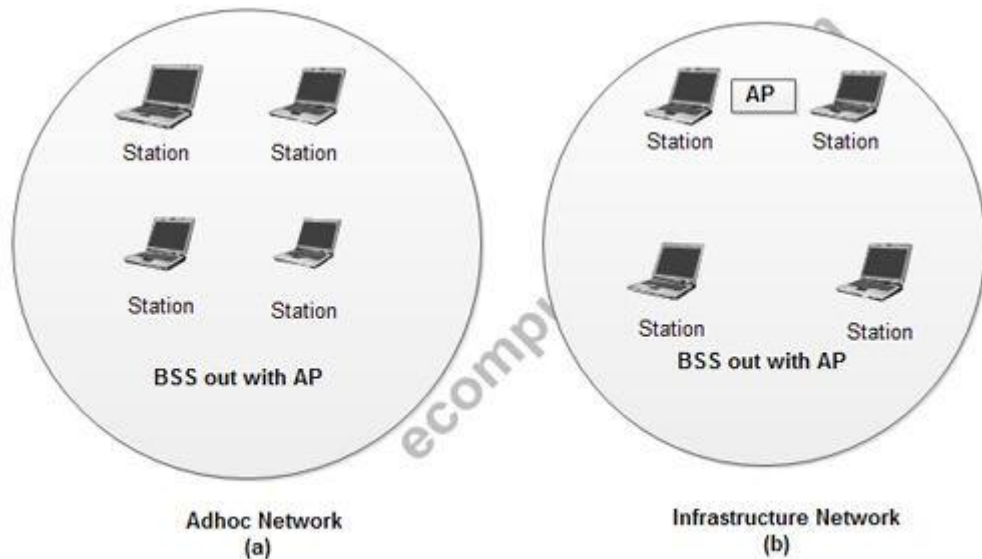 Station
Station
Station
Station
BSS out with AP
Adhoc Network
(a)
AP
Station
Station
Station
Station
BSS out with AP
Infrastructure Network
(b)
ecompu